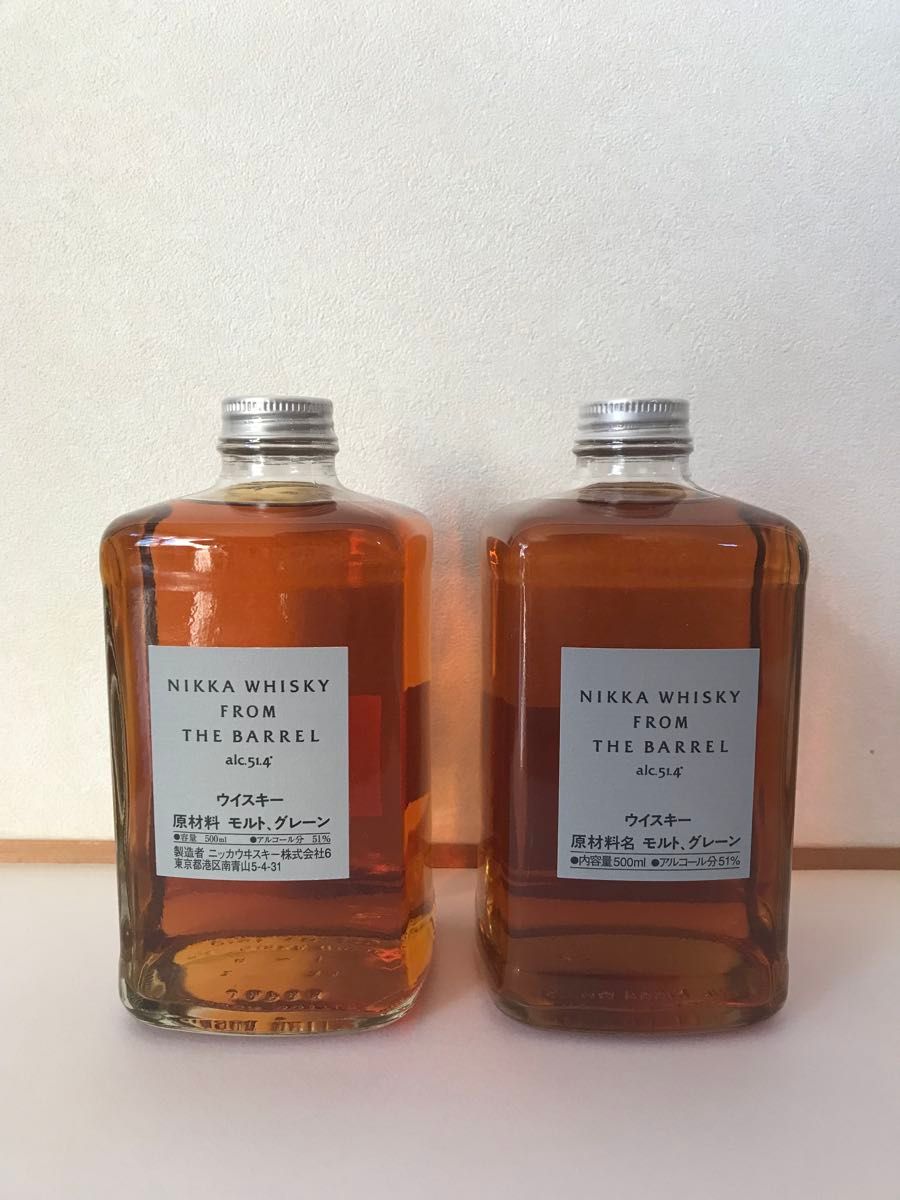 NIKKA WHISKY
FROM
THE BARREL
alc.51.4°
ウイスキー
原材料 モルト、グレーン
●容量 500ml ●アルコール分 51%
製造者 ニッカウヰスキー株式会社6
東京都港区南青山5-4-31
NIKKA WHISKY
FROM
THE BARREL
alc.51.4°
ウイスキー
原材料名 モルト、グレーン
●内容量500ml ●アルコール分51%